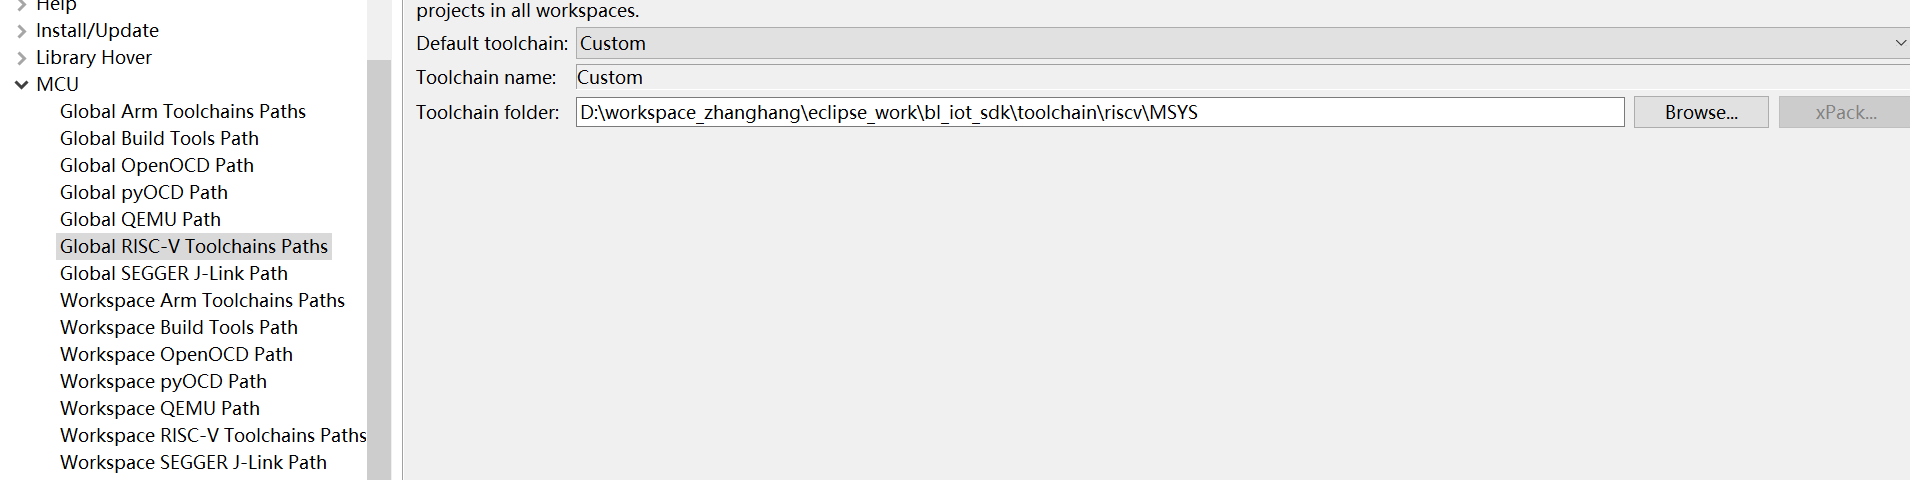 Help
Install/Update
Library Hover
MCU
Global Arm Toolchains Paths
Global Build Tools Path
Global OpenOCD Path
Global pyOCD Path
Global QEMU Path
Global RISC-V Toolchains Paths
Global SEGGER J-Link Path
Workspace Arm Toolchains Paths
Workspace Build Tools Path
Workspace OpenOCD Path
Workspace pyOCD Path
Workspace QEMU Path
Workspace RISC-V Toolchains Paths
Workspace SEGGER J-Link Path
projects in all workspaces.
Default toolchain: Custom
Toolchain name: Custom
Toolchain folder: D:\workspace_zhanghang\eclipse_work\bl_iot_sdk\toolchain\riscv\MSYS Browse... xPack...